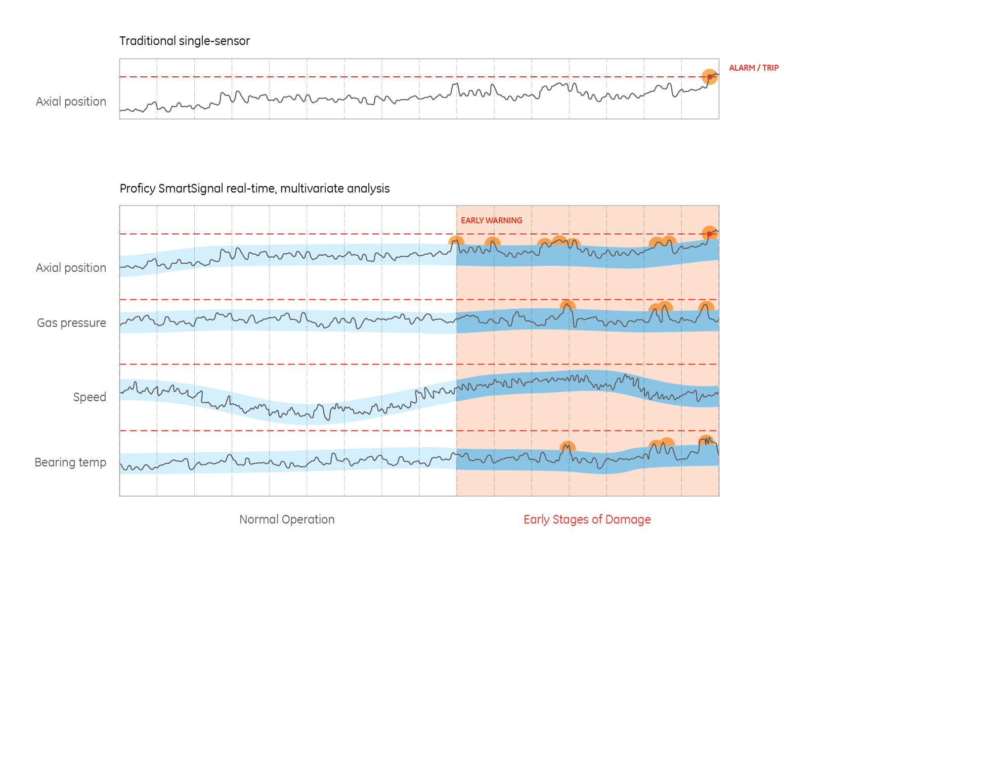 Traditional single-sensor
ALARM / TRIP
Axial position
Proficy SmartSignal real-time, multivariate analysis
EARLY WARNING
Axial position
Gas pressure
Speed
Bearing temp
Normal Operation
Early Stages of Damage